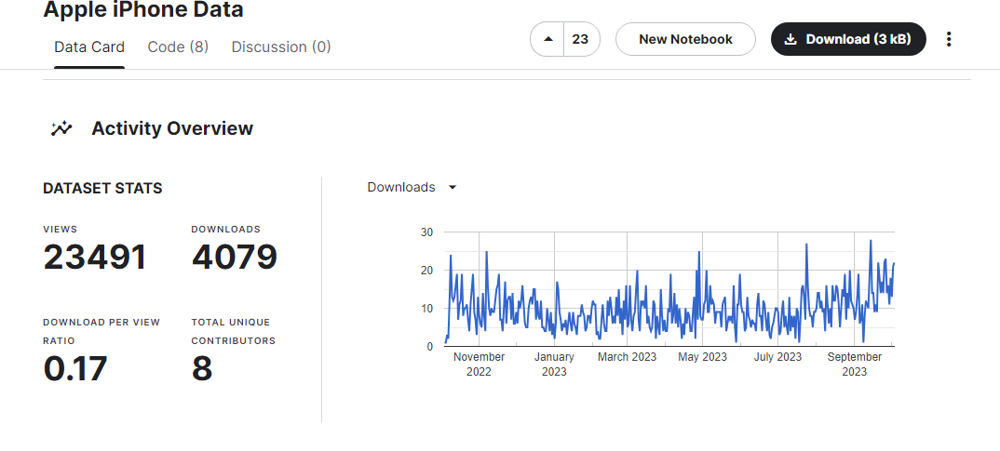 Apple iPhone Data
Data Card Code (8) Discussion (0)
23 New Notebook Download (3 kB)
Activity Overview
DATASET STATS
VIEWS DOWNLOADS
23491 4079
DOWNLOAD PER VIEW RATIO
0.17
TOTAL UNIQUE CONTRIBUTORS
8
Downloads
30
20
10
0
November 2022
January 2023
March 2023
May 2023
July 2023
September 2023